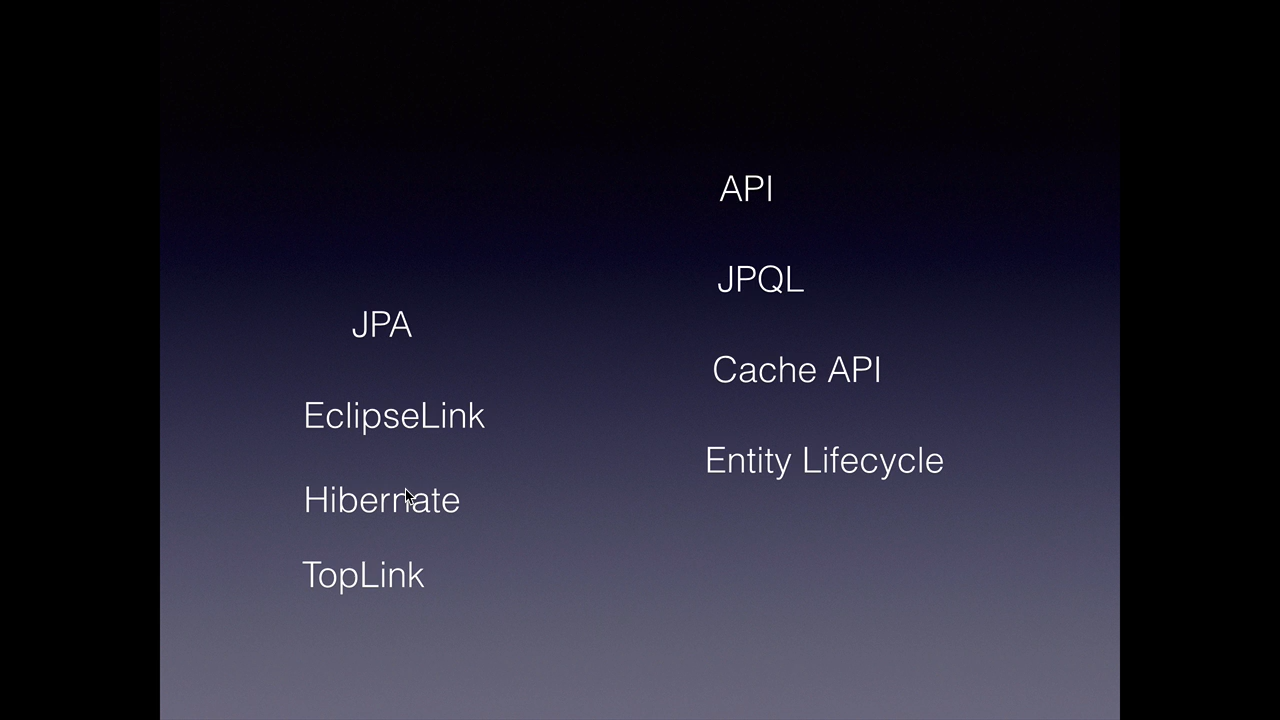 JPA
EclipseLink
Hibernate
TopLink
API
JPQL
Cache API
Entity Lifecycle